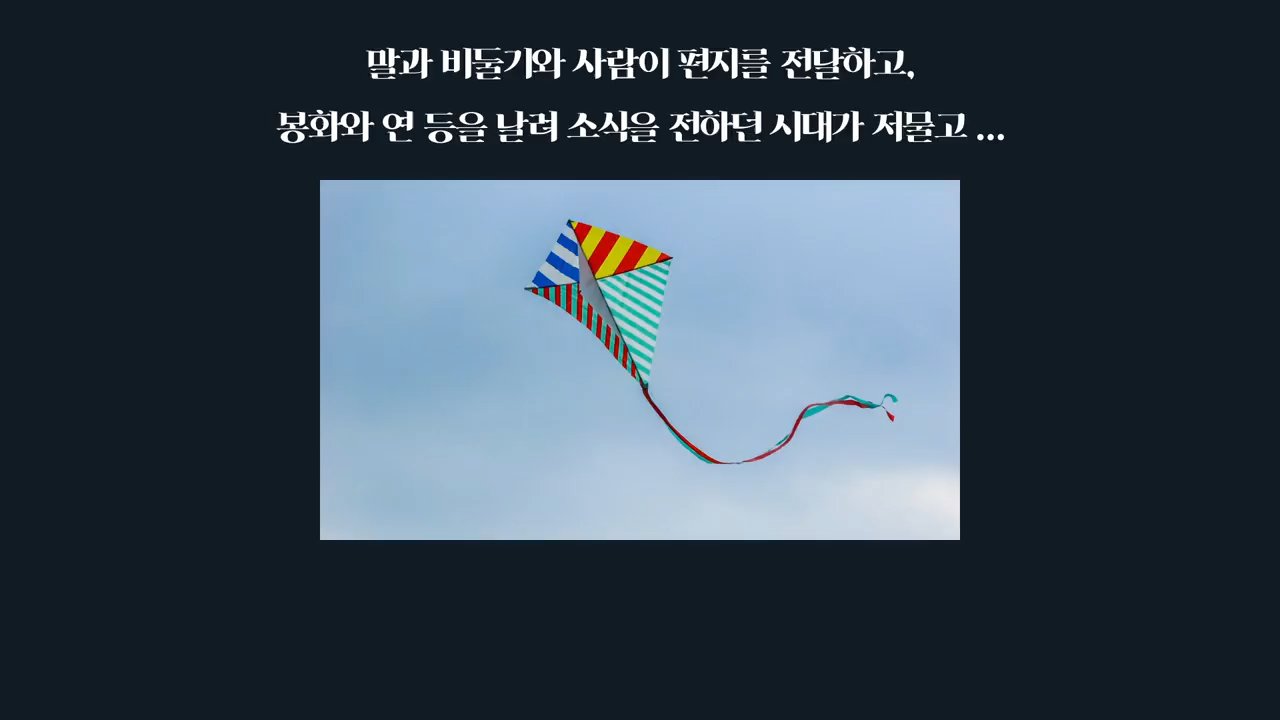 말과 비둘기와 사람이 편지를 전달하고,
봉화와 연 등을 날려 소식을 전하던 시대가 저물고 ...